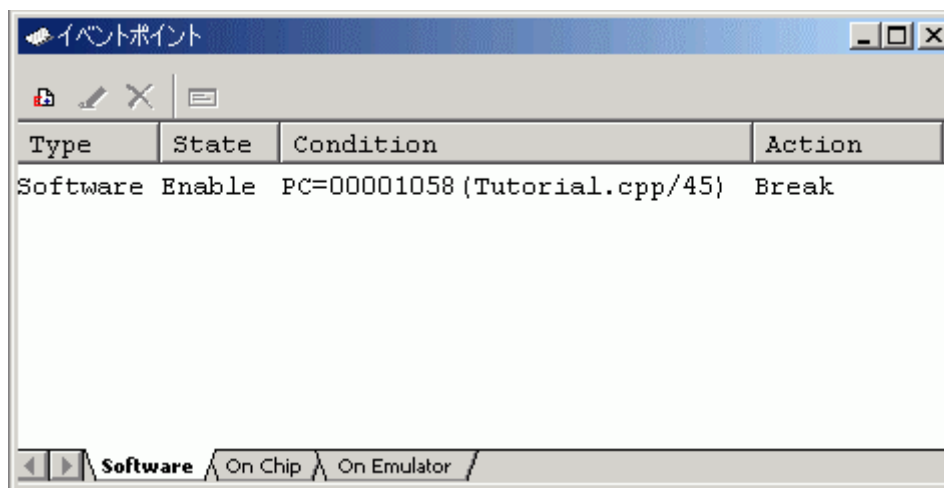 イベントポイント
Type State Condition Action
Software Enable PC=00001058(Tutorial.cpp/45) Break
Software On Chip On Emulator